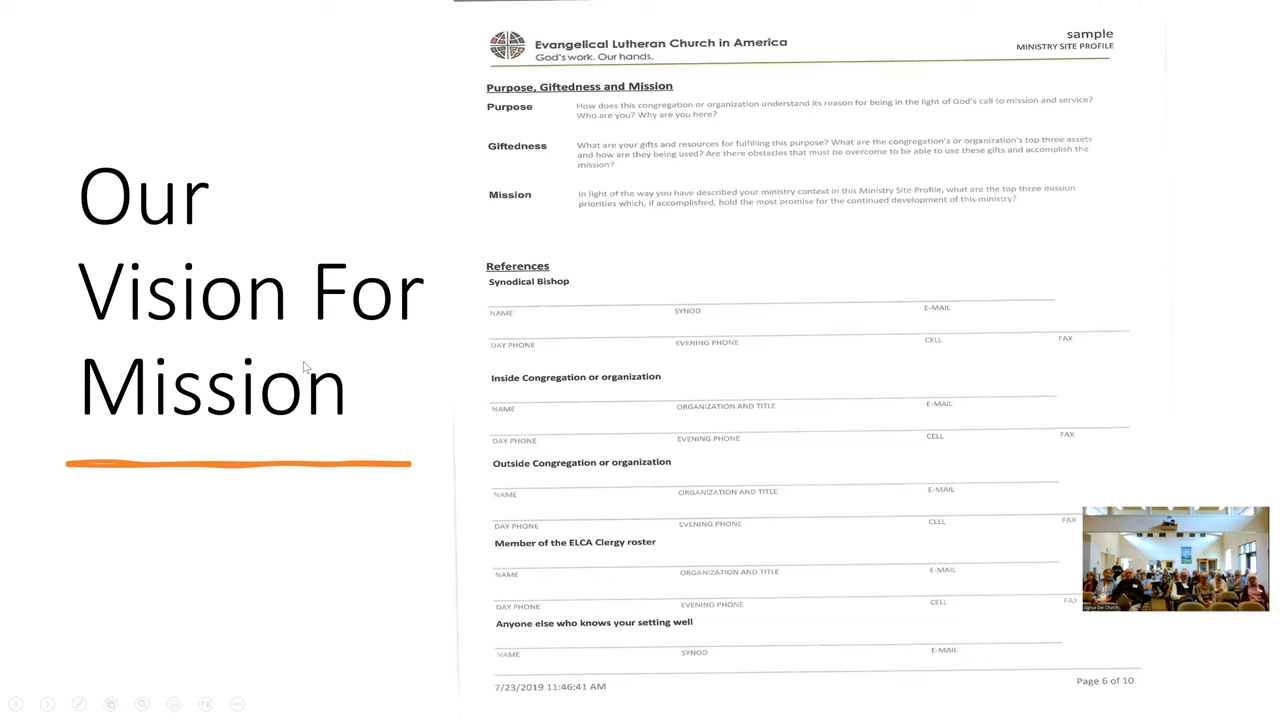 Our
Vision For
Mission
Evangelical Lutheran Church in America
God's work. Our hands.
sample
MINISTRY SITE PROFILE
Purpose, Giftedness and Mission
Purpose
How does this congregation or organization understand its reason for being in the light of God's call to mission and service?
Who are you? Why are you here?
Giftedness
What are your gifts and resources for fulfilling this purpose? What are the congregation's or organization's top three assets
and how are they being used? Are there obstacles that must be overcome to be able to use these gifts and accomplish the
mission?
Mission
In light of the way you have described your ministry context in this Ministry Site Profile, what are the top three mission
priorities which, if accomplished, hold the most promise for the continued development of this ministry?
References
Synodical Bishop
NAME SYNOD E-MAIL
DAY PHONE EVENING PHONE CELL FAX
Inside Congregation or organization
NAME ORGANIZATION AND TITLE E-MAIL
DAY PHONE EVENING PHONE CELL FAX
Outside Congregation or organization
NAME ORGANIZATION AND TITLE E-MAIL
DAY PHONE EVENING PHONE CELL FAX
Member of the ELCA Clergy roster
NAME ORGANIZATION AND TITLE E-MAIL
DAY PHONE EVENING PHONE CELL FAX
Anyone else who knows your setting well
NAME SYNOD E-MAIL
7/23/2019 11:46:41 AM
Page 6 of 10
Agnus Dei Church